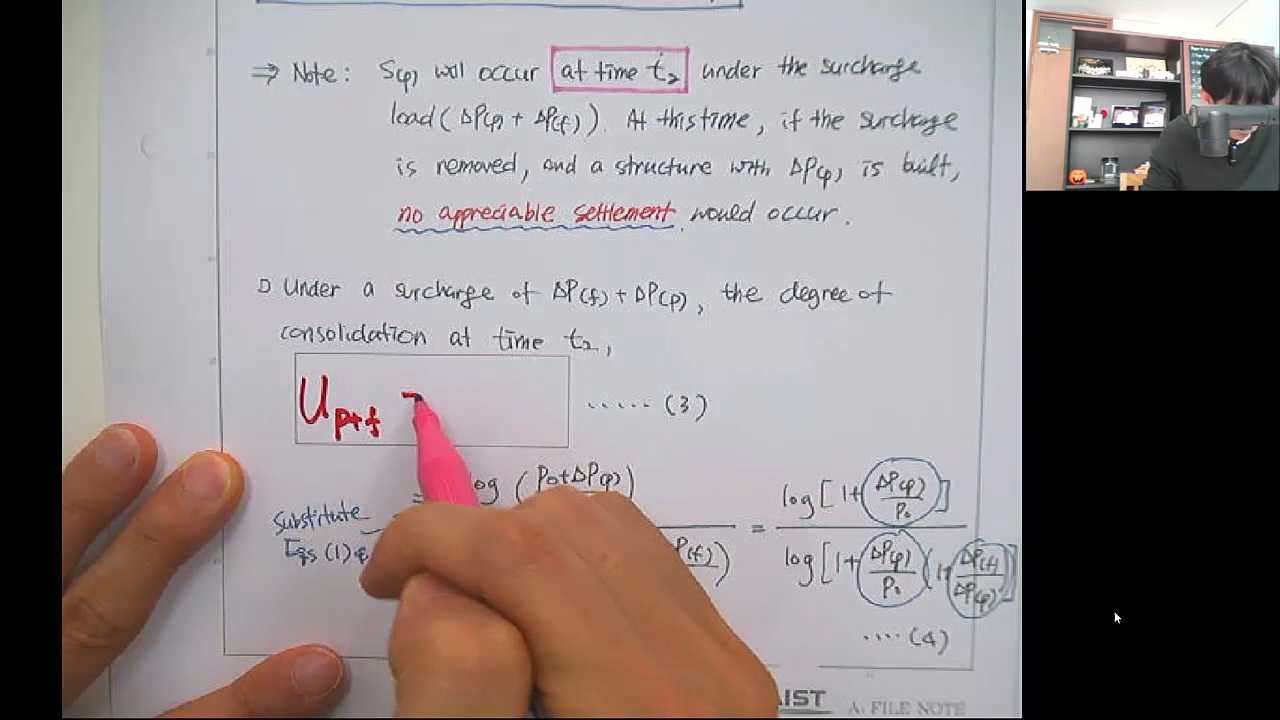 ⇒ Note: S(p) will occur at time t₂ under the surcharge
load (ΔP(p) + ΔP(f)). At this time, if the surcharge
is removed, and a structure with ΔP(p) is built,
no appreciable settlement would occur.
□ Under a surcharge of ΔP(f) + ΔP(p), the degree of
consolidation at time t₂,
U p+f
..... (3)
substitute
Eqs (1)
= log (P₀+ΔP(p)) P(f))
= log[1+ ΔP(p)/P₀] / log[1+ ΔP(p)/P₀ (1+ ΔP(f)/ΔP(p))]
.... (4)
A: FILE NOTE